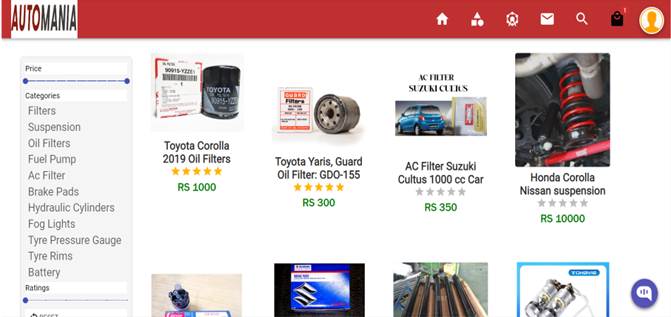 AUTOMANIA
1
Price
Categories
Filters
Suspension
Oil Filters
Fuel Pump
Ac Filter
Brake Pads
Hydraulic Cylinders
Fog Lights
Tyre Pressure Gauge
Tyre Rims
Battery
Ratings
RESET
90915-YZZE1
TOYOTA
Toyota Corolla
2019 Oil Filters
RS 1000
GUARD
Filters
Toyota Yaris, Guard
Oil Filter: GDO-155
RS 300
AC FILTER
SUZUKI CULTUS
AC Filter Suzuki
Cultus 1000 cc Car
RS 350
Honda Corolla
Nissan suspension
RS 10000